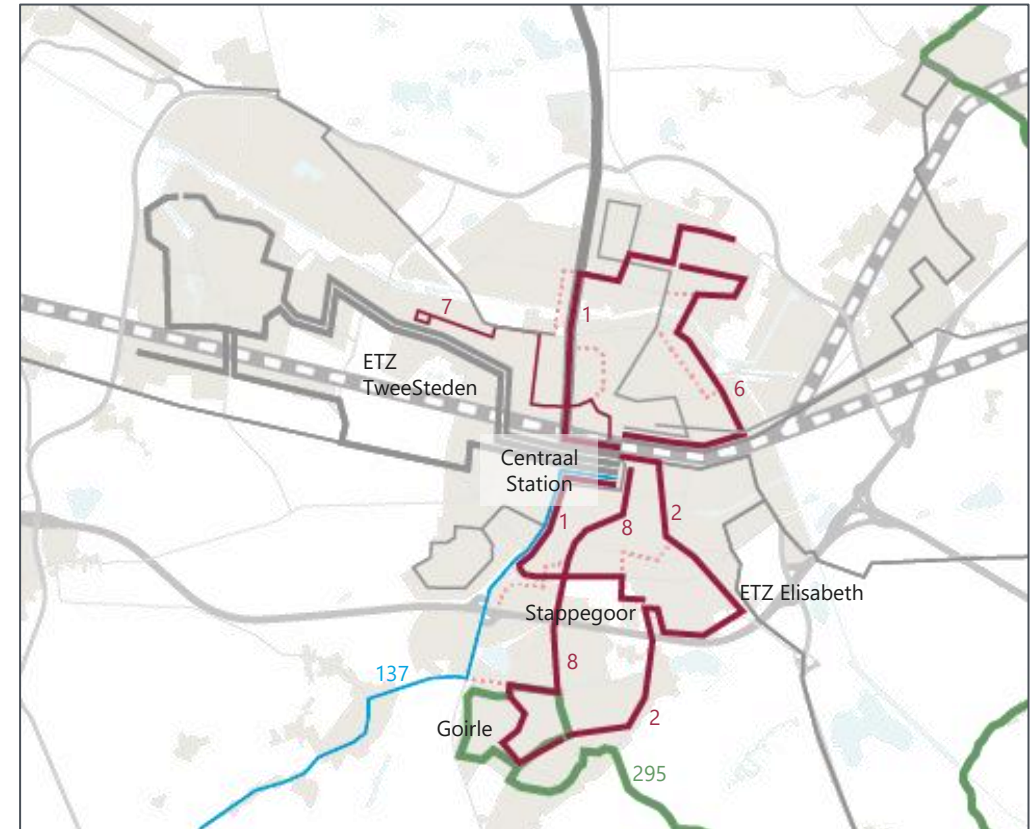 1
7
ETZ
TweeSteden
6
Centraal
Station
1
8
2
ETZ Elisabeth
Stappegoor
8
137
2
Goirle
295